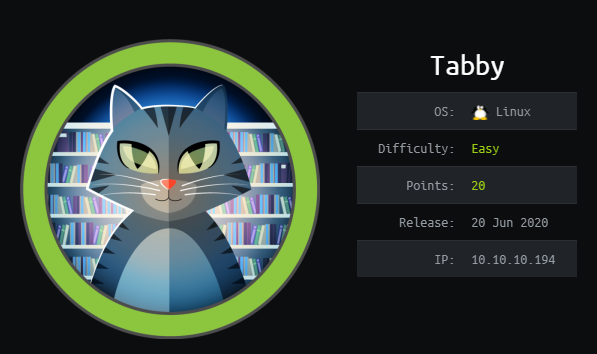 Tabby
OS: Linux
Difficulty: Easy
Points: 20
Release: 20 Jun 2020
IP: 10.10.10.194